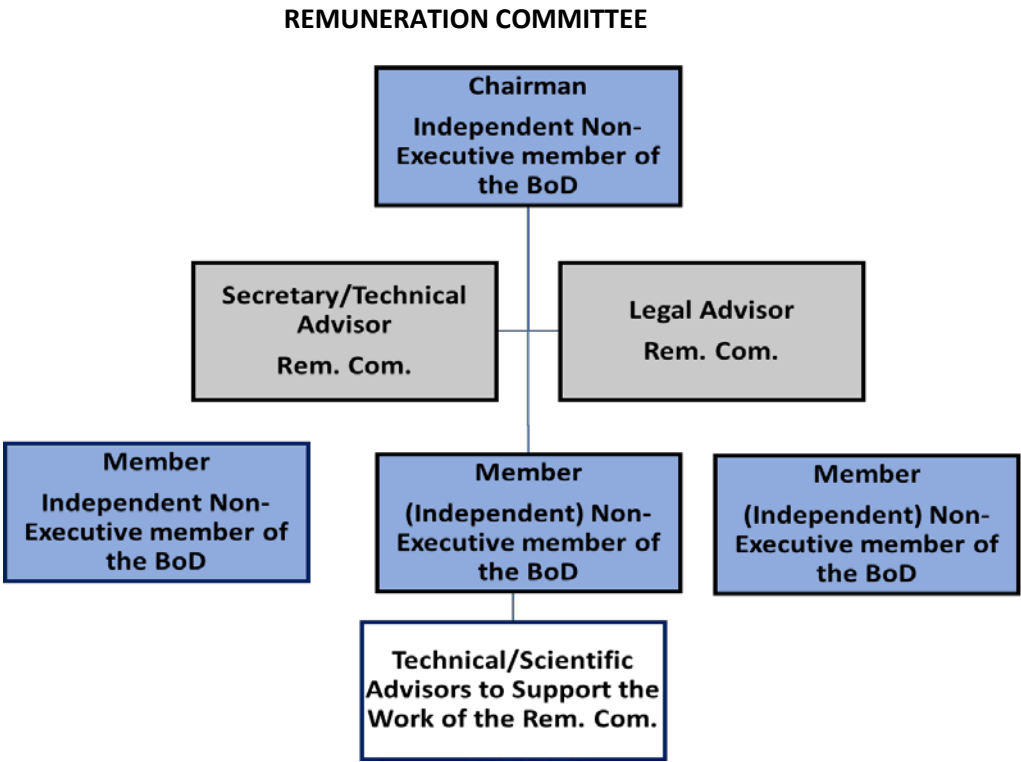 REMUNERATION COMMITTEE
Chairman
Independent Non-
Executive member of
the BoD
Secretary/Technical
Advisor
Rem. Com.
Legal Advisor
Rem. Com.
Member
Independent Non-
Executive member of
the BoD
Member
(Independent) Non-
Executive member of
the BoD
Member
(Independent) Non-
Executive member of
the BoD
Technical/Scientific
Advisors to Support the
Work of the Rem. Com.